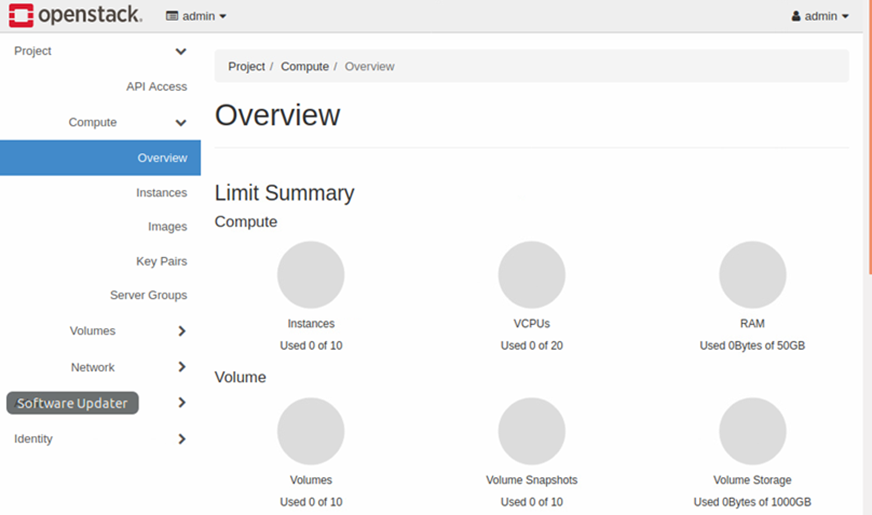 openstack. admin admin
Project
API Access
Compute
Overview
Instances
Images
Key Pairs
Server Groups
Volumes
Network
Software Updater
Identity
Project / Compute / Overview
Overview
Limit Summary
Compute
Instances
Used 0 of 10
VCPUs
Used 0 of 20
RAM
Used 0Bytes of 50GB
Volume
Volumes
Used 0 of 10
Volume Snapshots
Used 0 of 10
Volume Storage
Used 0Bytes of 1000GB